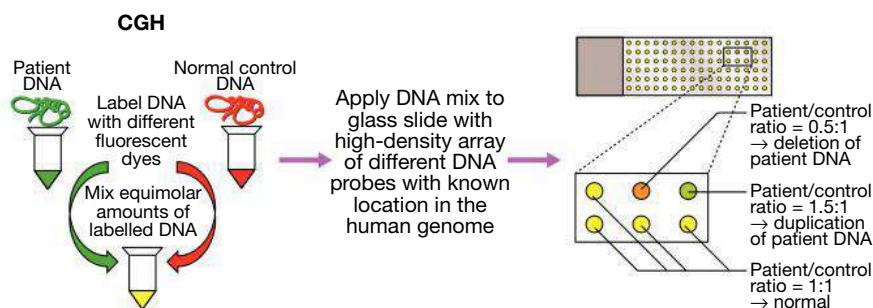 CGH
Patient
DNA
Normal control
DNA
Label DNA
with different
fluorescent
dyes
Mix equimolar
amounts of
labelled DNA
Apply DNA mix to
glass slide with
high-density array
of different DNA
probes with known
location in the
human genome
Patient/control
ratio = 0.5:1
→ deletion of
patient DNA
Patient/control
ratio = 1.5:1
→ duplication
of patient DNA
Patient/control
ratio = 1:1
→ normal